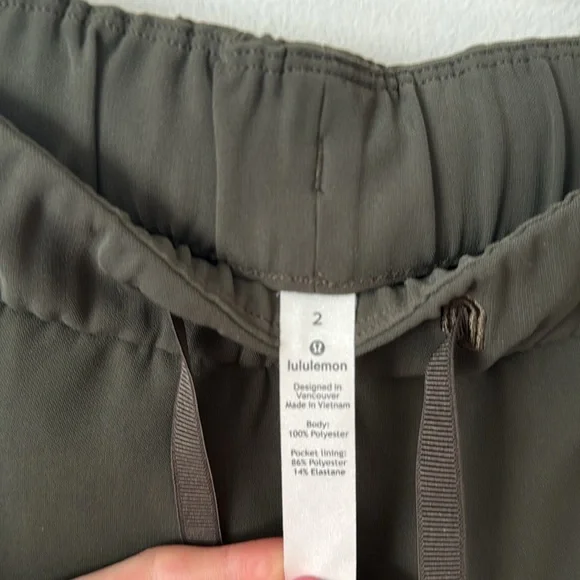 2
lululemon
Designed in
Vancouver
Made in Vietnam
Body:
100% Polyester
Pocket lining:
86% Polyester
14% Elastane